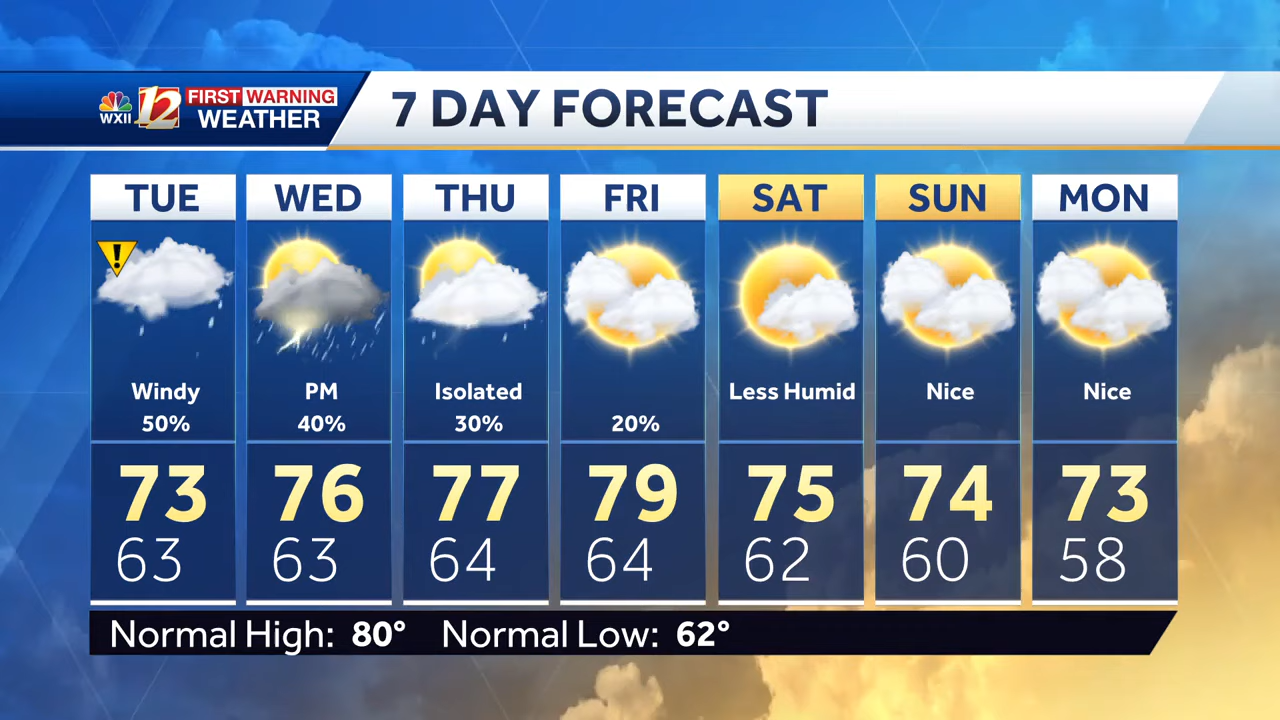 WXII 12 FIRST WARNING WEATHER
7 DAY FORECAST
TUE WED THU FRI SAT SUN MON
!
Windy PM Isolated Less Humid Nice Nice
50% 40% 30% 20%
73 76 77 79 75 74 73
63 63 64 64 62 60 58
Normal High: 80° Normal Low: 62°